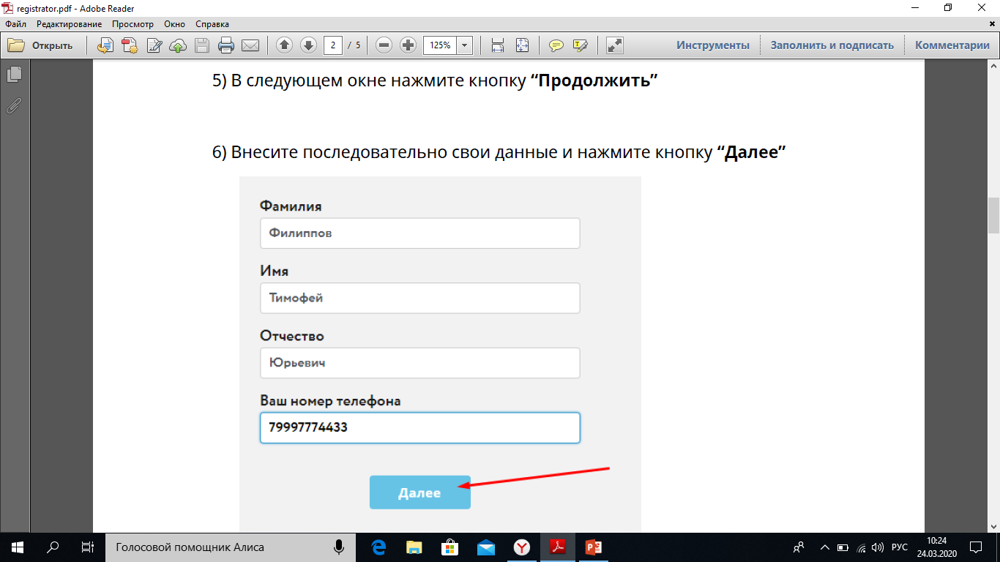 registrator.pdf - Adobe Reader
Файл Редактирование Просмотр Окно Справка
Открыть 2 / 5 125% Инструменты Заполнить и подписать Комментарии
5) В следующем окне нажмите кнопку “Продолжить”
6) Внесите последовательно свои данные и нажмите кнопку “Далее”
Фамилия
Филиппов
Имя
Тимофей
Отчество
Юрьевич
Ваш номер телефона
79997774433
Далее
Голосовой помощник Алиса
РУС
10:24
24.03.2020